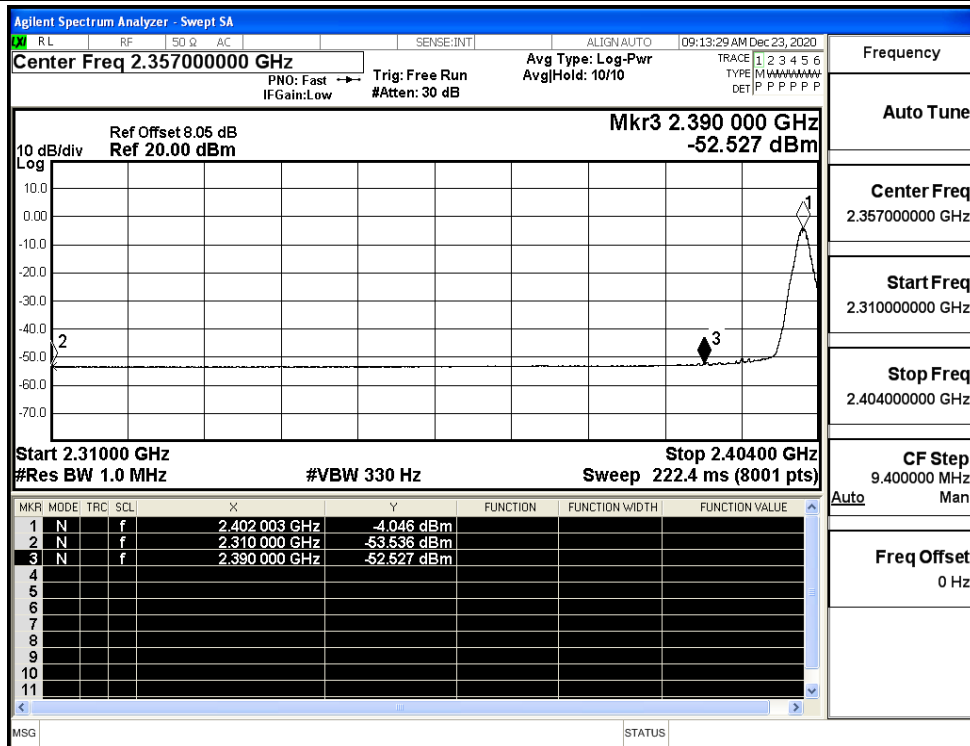 Agilent Spectrum Analyzer - Swept SA
LXI RL RF 50 Ω AC SENSE:INT ALIGN AUTO 09:13:29 AM Dec 23, 2020
Center Freq 2.357000000 GHz
PNO: Fast
IFGain:Low
Trig: Free Run
#Atten: 30 dB
Avg Type: Log-Pwr
Avg|Hold: 10/10
TRACE 1 2 3 4 5 6
TYPE M WWWWW
DET P P P P P P
Frequency
Auto Tune
Center Freq
2.357000000 GHz
Start Freq
2.310000000 GHz
Stop Freq
2.404000000 GHz
CF Step
9.400000 MHz
Auto Man
Freq Offset
0 Hz
Mkr3 2.390 000 GHz
-52.527 dBm
Ref Offset 8.05 dB
10 dB/div Ref 20.00 dBm
Log
10.0
0.00
-10.0
-20.0
-30.0
-40.0
-50.0
-60.0
-70.0
1
2
3
Start 2.31000 GHz Stop 2.40400 GHz
#Res BW 1.0 MHz #VBW 330 Hz Sweep 222.4 ms (8001 pts)
MKR MODE TRC SCL X Y FUNCTION FUNCTION WIDTH FUNCTION VALUE
1 N f 2.402 003 GHz -4.046 dBm
2 N f 2.310 000 GHz -53.536 dBm
3 N f 2.390 000 GHz -52.527 dBm
4
5
6
7
8
9
10
11
MSG STATUS